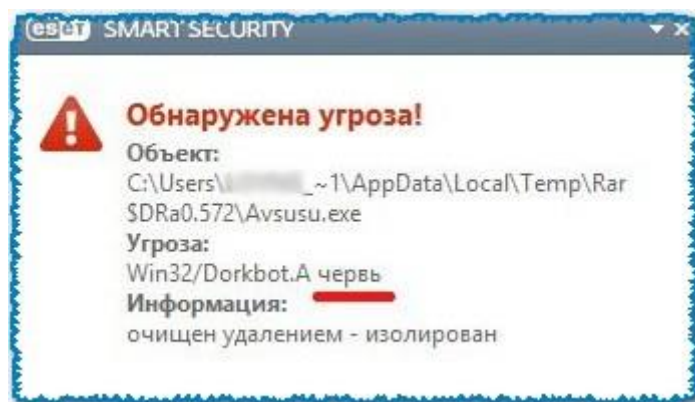 eset SMART SECURITY
Обнаружена угроза!
Объект:
C:\Users\ _~1\AppData\Local\Temp\Rar
$DRa0.572\Avsusu.exe
Угроза:
Win32/Dorkbot.A червь
Информация:
очищен удалением - изолирован